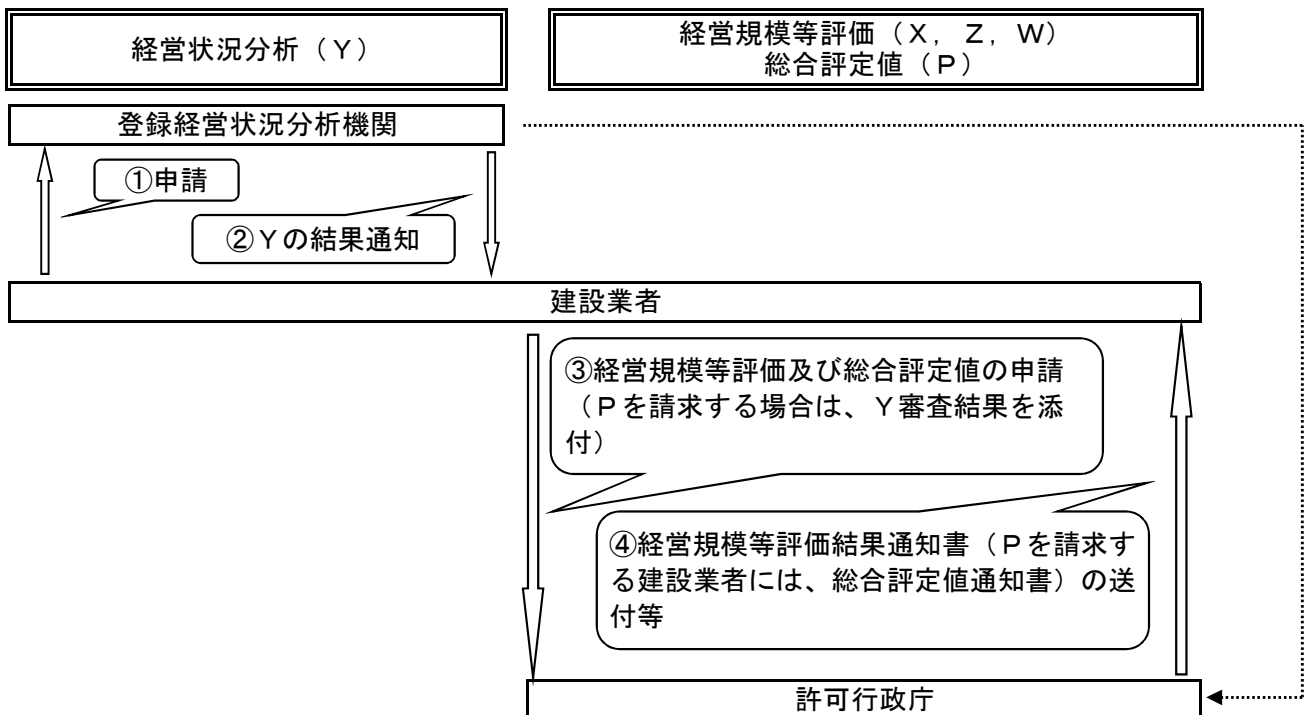 経営状況分析（Ｙ）
経営規模等評価（Ｘ，Ｚ，Ｗ）
総合評定値（Ｐ）
登録経営状況分析機関
①申請
②Ｙの結果通知
建設業者
③経営規模等評価及び総合評定値の申請
（Ｐを請求する場合は、Ｙ審査結果を添
付）
④経営規模等評価結果通知書（Ｐを請求す
る建設業者には、総合評定値通知書）の送
付等
許可行政庁